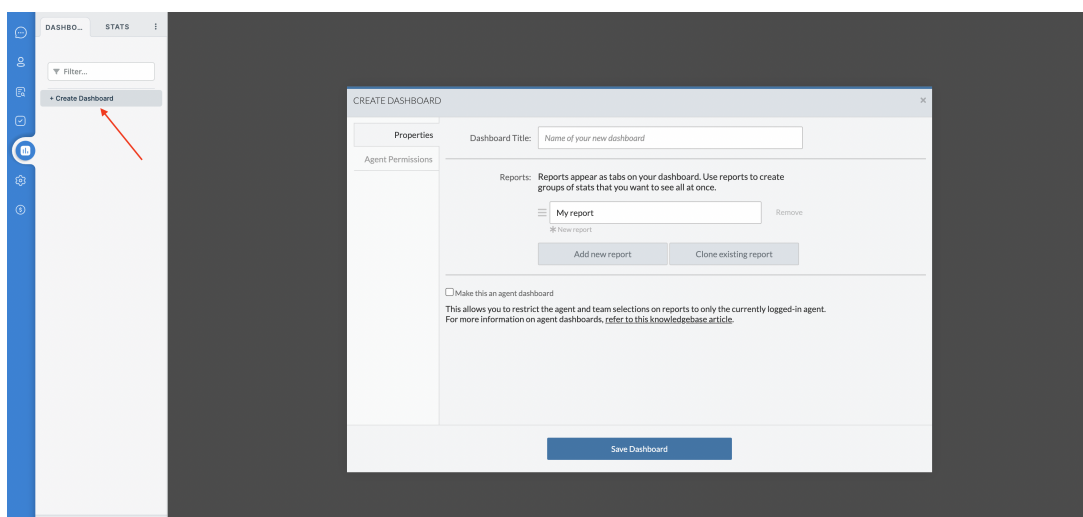 DASHBO...
STATS
Filter...
+ Create Dashboard
CREATE DASHBOARD
Properties
Agent Permissions
Dashboard Title:
Name of your new dashboard
Reports:
Reports appear as tabs on your dashboard. Use reports to create
groups of stats that you want to see all at once.
My report
Remove
New report
Add new report
Clone existing report
Make this an agent dashboard
This allows you to restrict the agent and team selections on reports to only the currently logged-in agent.
For more information on agent dashboards, refer to this knowledgebase article.
Save Dashboard